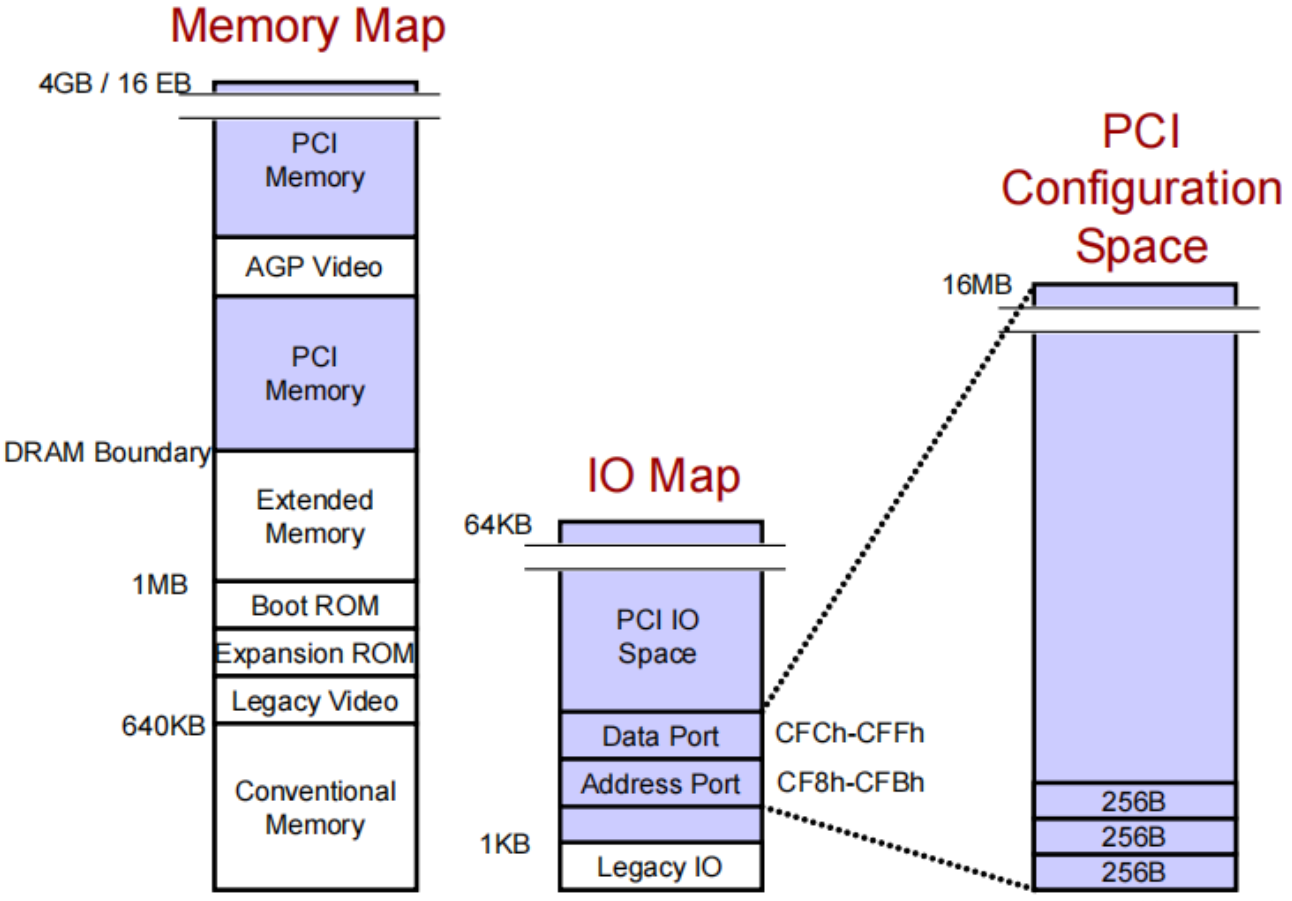 Memory Map
4GB / 16 EB
PCI
Memory
AGP Video
PCI
Memory
DRAM Boundary
Extended
Memory
1MB
Boot ROM
Expansion ROM
Legacy Video
640KB
Conventional
Memory
IO Map
64KB
PCI IO
Space
Data Port
CFCh-CFFh
Address Port
CF8h-CFBh
1KB
Legacy IO
PCI
Configuration
Space
16MB
256B
256B
256B